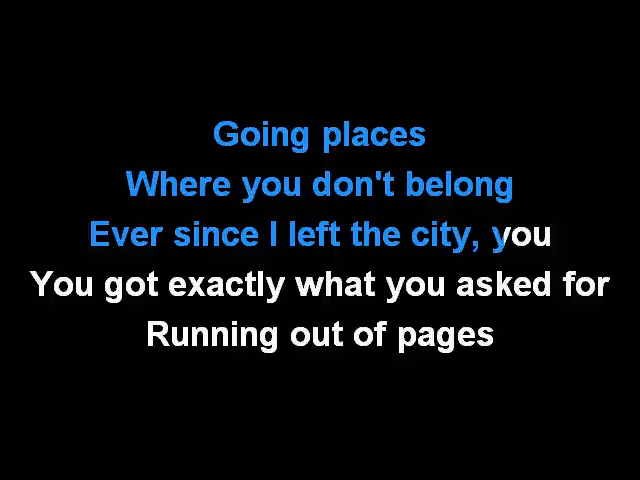 Going places
Where you don't belong
Ever since I left the city, you
You got exactly what you asked for
Running out of pages